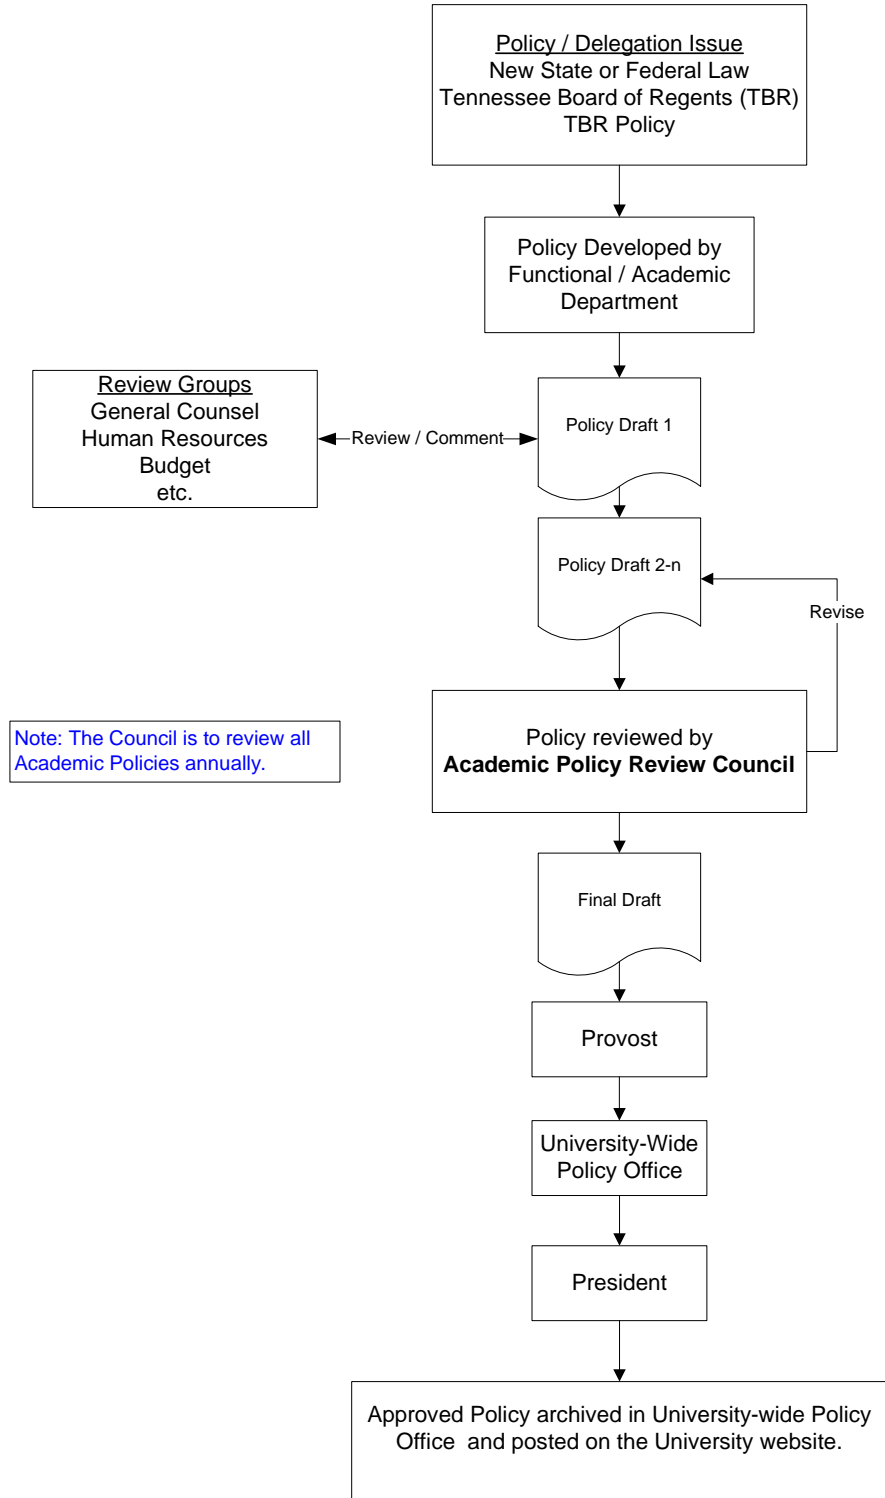 Policy / Delegation Issue
New State or Federal Law
Tennessee Board of Regents (TBR)
TBR Policy
Policy Developed by
Functional / Academic
Department
Review Groups
General Counsel
Human Resources
Budget
etc.
Review / Comment
Policy Draft 1
Policy Draft 2-n
Revise
Note: The Council is to review all
Academic Policies annually.
Policy reviewed by
Academic Policy Review Council
Final Draft
Provost
University-Wide
Policy Office
President
Approved Policy archived in University-wide Policy
Office and posted on the University website.